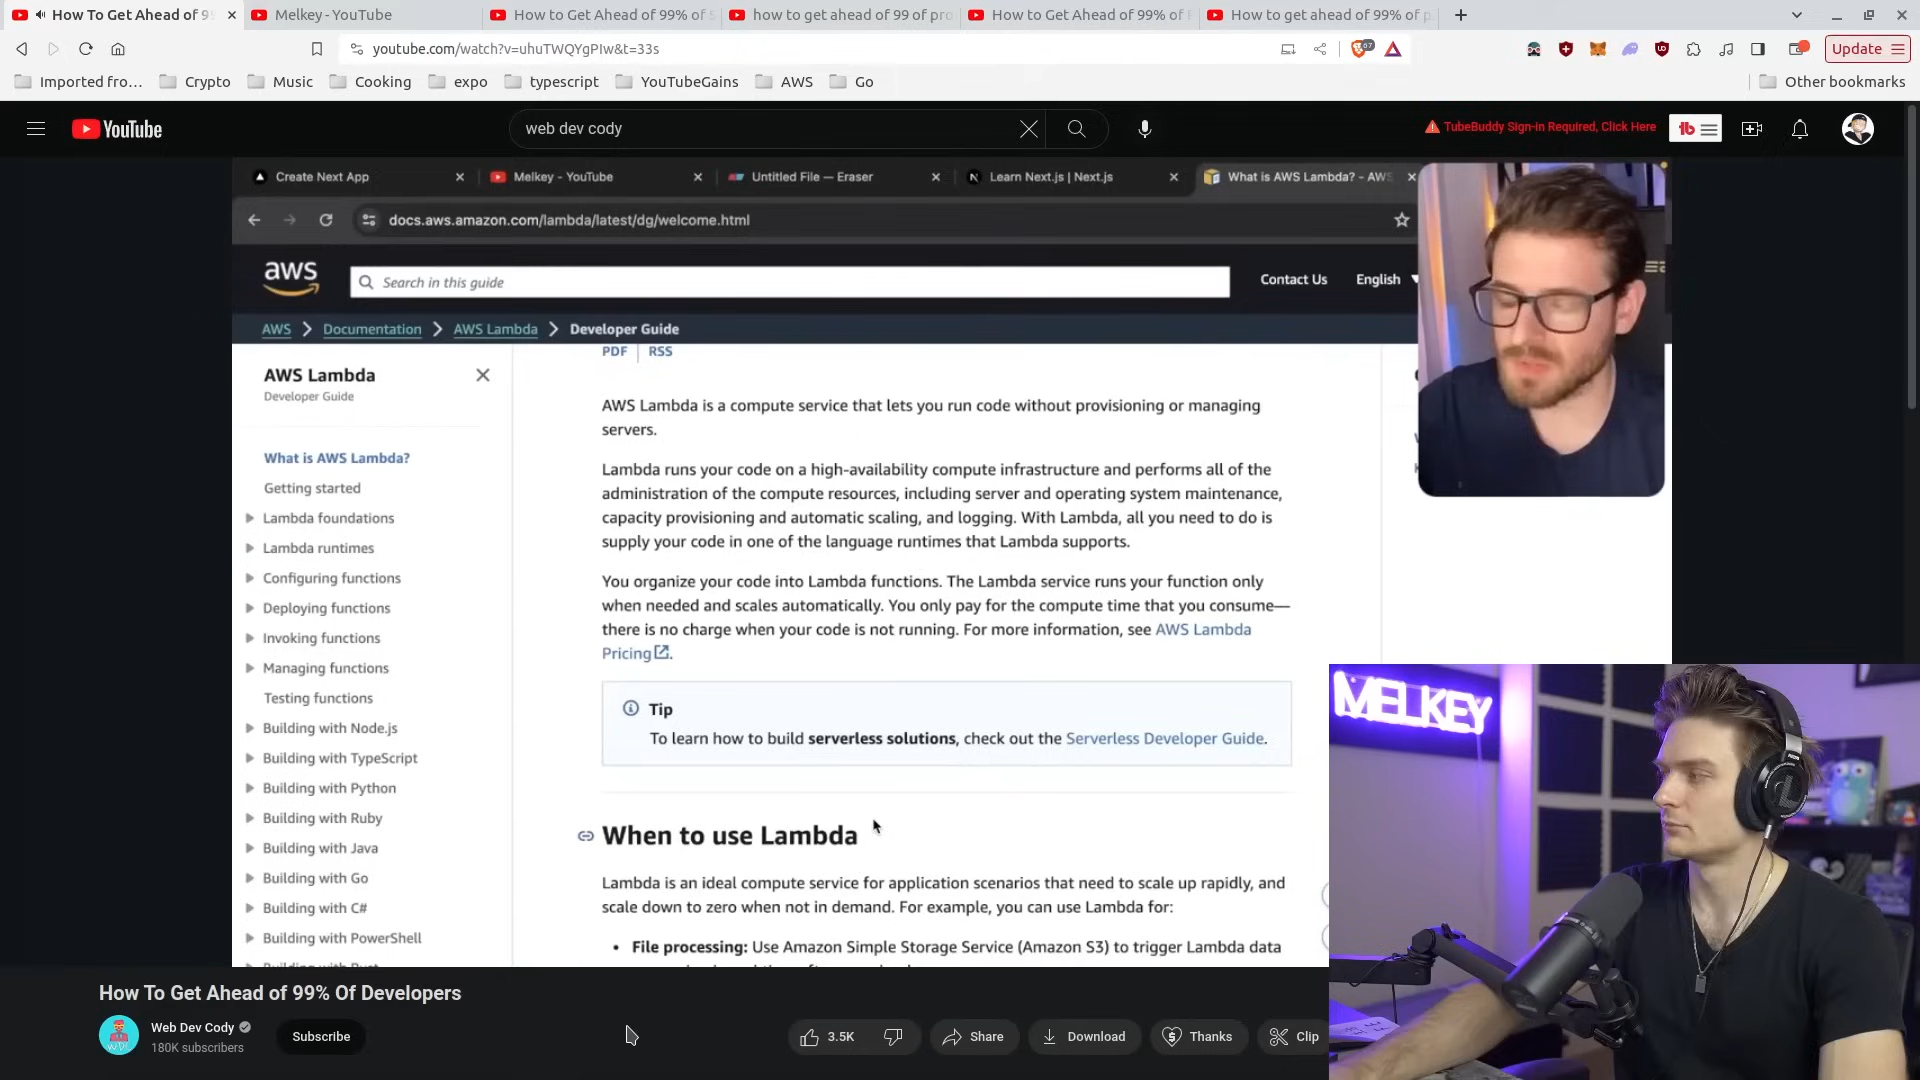 How To Get Ahead of 9
Melkey - YouTube
How to Get Ahead of 99% of
how to get ahead of 99 of pro
How To Get Ahead of 99% of
How to get ahead of 99% of p
youtube.com/watch?v=uhuTWQYgPIw&t=33s
67
Update
Imported fro...
Crypto
Music
Cooking
expo
typescript
YouTubeGains
AWS
Go
Other bookmarks
YouTube
web dev cody
TubeBuddy Sign-in Required, Click Here
tb
Create Next App
Melkey - YouTube
Untitled File — Eraser
Learn Next.js | Next.js
What is AWS Lambda? - AWS
docs.aws.amazon.com/lambda/latest/dg/welcome.html
aws
Search in this guide
Contact Us
English
AWS
Documentation
AWS Lambda
Developer Guide
PDF
RSS
AWS Lambda
Developer Guide
What is AWS Lambda?
Getting started
Lambda foundations
Lambda runtimes
Configuring functions
Deploying functions
Invoking functions
Managing functions
Testing functions
Building with Node.js
Building with TypeScript
Building with Python
Building with Ruby
Building with Java
Building with Go
Building with C#
Building with PowerShell
AWS Lambda is a compute service that lets you run code without provisioning or managing
servers.
Lambda runs your code on a high-availability compute infrastructure and performs all of the
administration of the compute resources, including server and operating system maintenance,
capacity provisioning and automatic scaling, and logging. With Lambda, all you need to do is
supply your code in one of the language runtimes that Lambda supports.
You organize your code into Lambda functions. The Lambda service runs your function only
when needed and scales automatically. You only pay for the compute time that you consume—
there is no charge when your code is not running. For more information, see AWS Lambda
Pricing.
Tip
To learn how to build serverless solutions, check out the Serverless Developer Guide.
When to use Lambda
Lambda is an ideal compute service for application scenarios that need to scale up rapidly, and
scale down to zero when not in demand. For example, you can use Lambda for:
• File processing: Use Amazon Simple Storage Service (Amazon S3) to trigger Lambda data
MELKEY
How To Get Ahead of 99% Of Developers
Web Dev Cody
180K subscribers
Subscribe
3.5K
Share
Download
Thanks
Clip